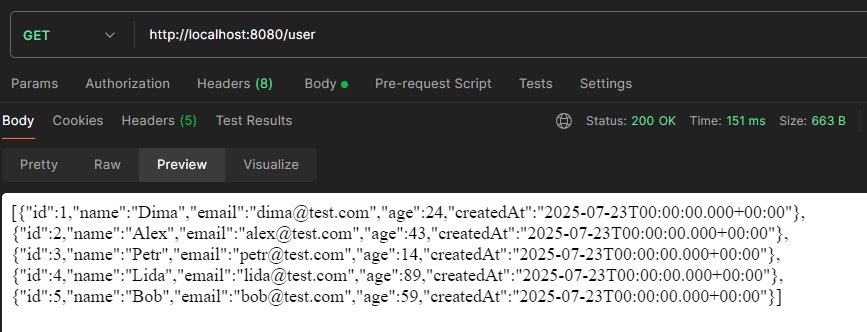 GET http://localhost:8080/user
Params Authorization Headers (8) Body Pre-request Script Tests Settings
Body Cookies Headers (5) Test Results Status: 200 OK Time: 151 ms Size: 663 B
Pretty Raw Preview Visualize
[{"id":1,"name":"Dima","email":"dima@test.com","age":24,"createdAt":"2025-07-23T00:00:00.000+00:00"},
{"id":2,"name":"Alex","email":"alex@test.com","age":43,"createdAt":"2025-07-23T00:00:00.000+00:00"},
{"id":3,"name":"Petr","email":"petr@test.com","age":14,"createdAt":"2025-07-23T00:00:00.000+00:00"},
{"id":4,"name":"Lida","email":"lida@test.com","age":89,"createdAt":"2025-07-23T00:00:00.000+00:00"},
{"id":5,"name":"Bob","email":"bob@test.com","age":59,"createdAt":"2025-07-23T00:00:00.000+00:00"}]